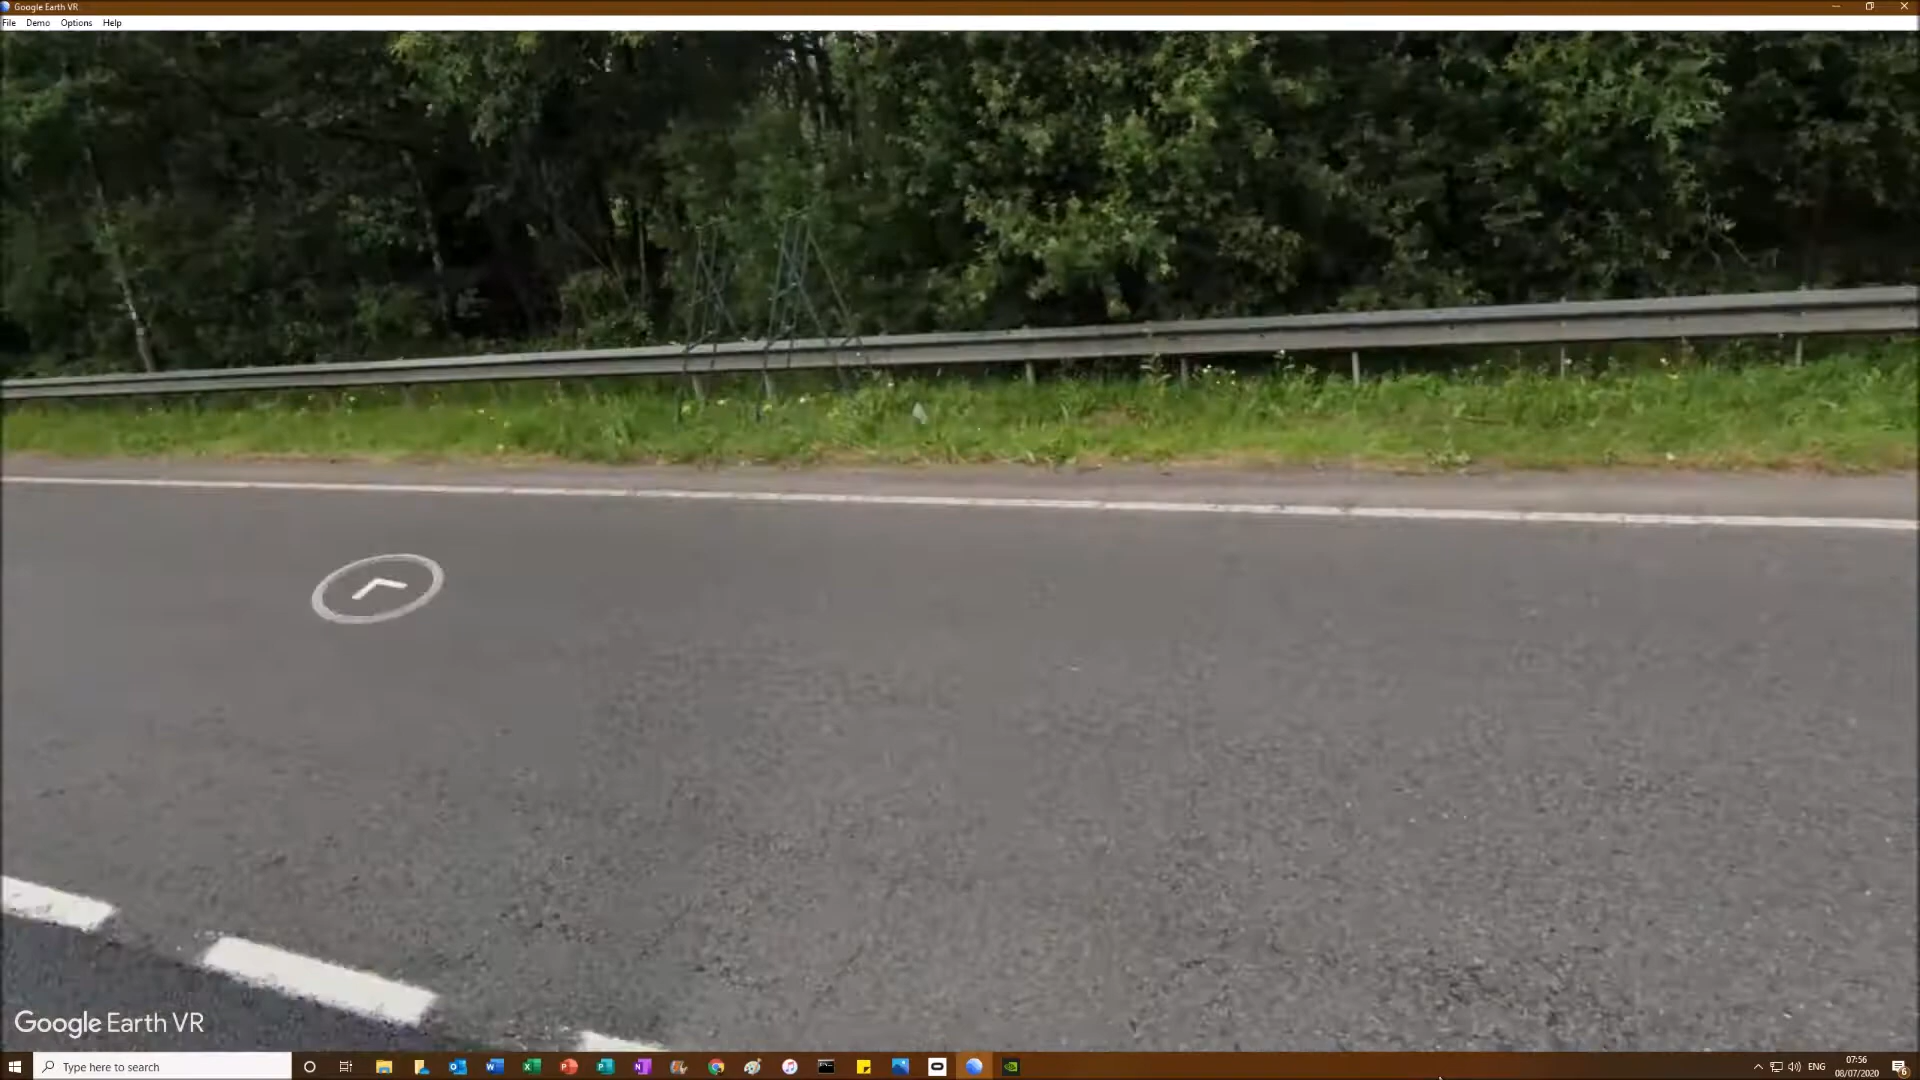 Google Earth VR
File Demo Options Help
Google Earth VR
Type here to search
ENG
07:56
08/07/2020
6